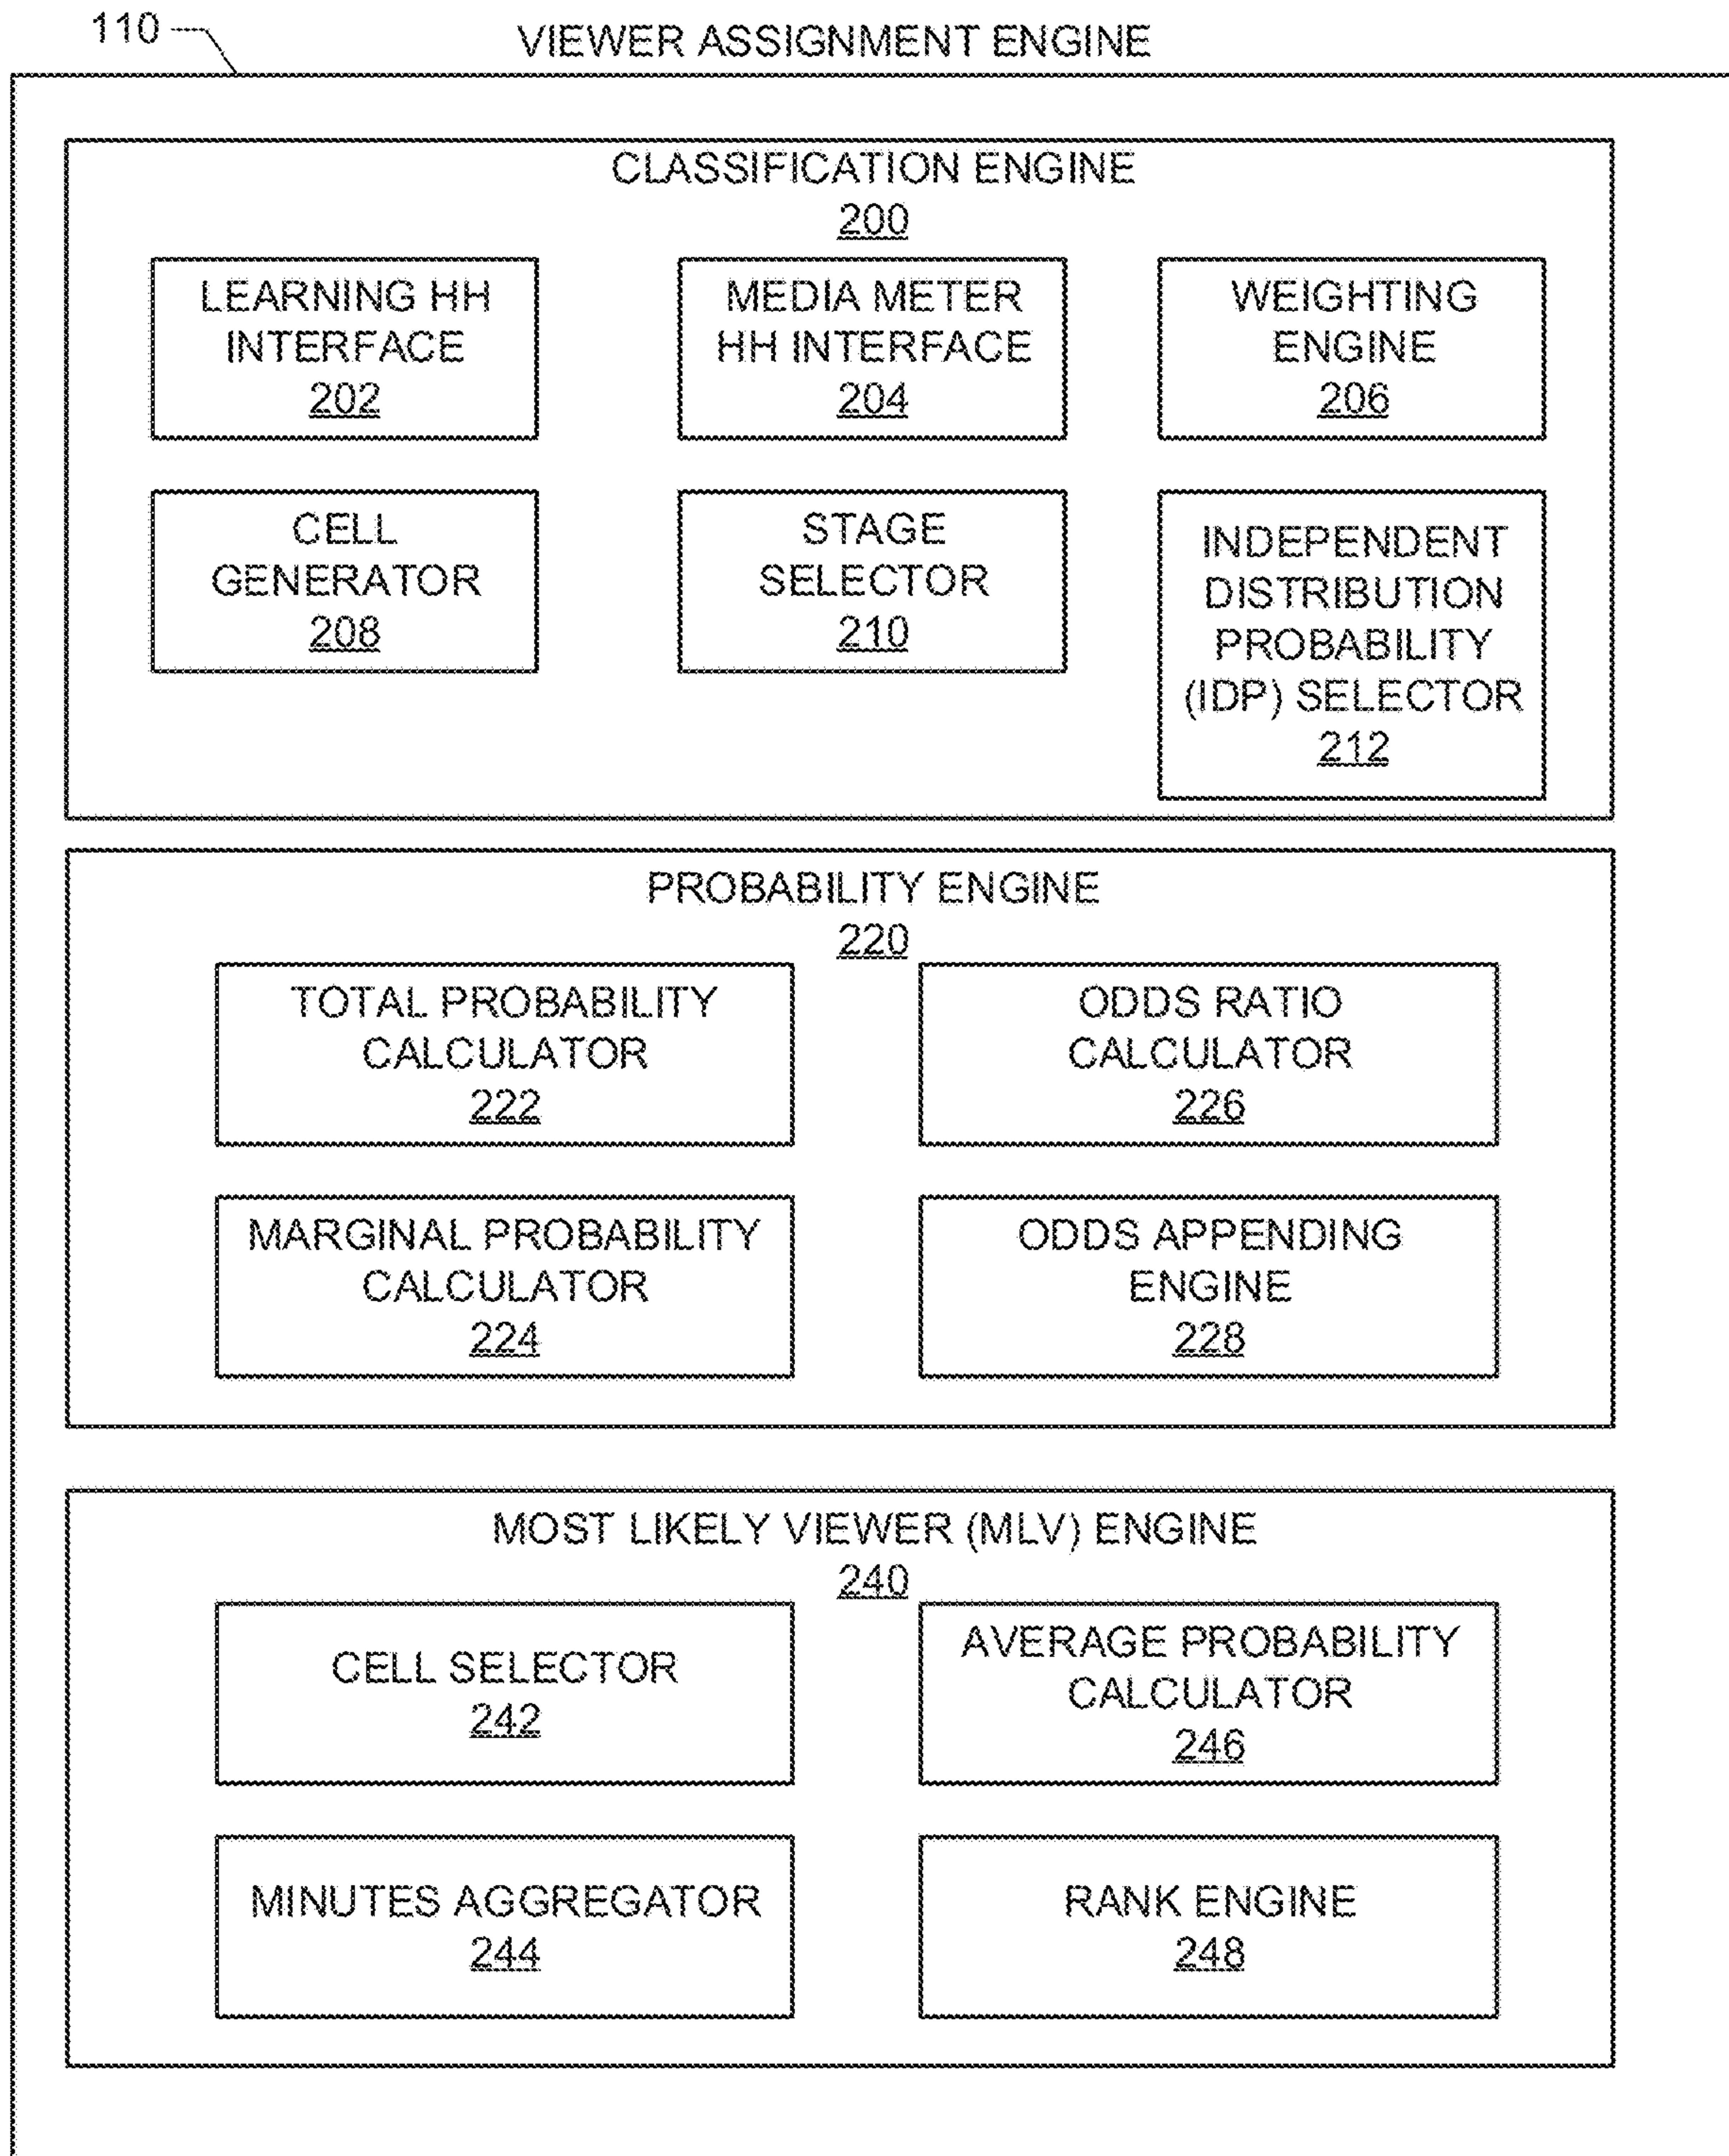 110
VIEWER ASSIGNMENT ENGINE
CLASSIFICATION ENGINE
200
LEARNING HH
INTERFACE
202
MEDIA METER
HH INTERFACE
204
WEIGHTING
ENGINE
206
CELL
GENERATOR
208
STAGE
SELECTOR
210
INDEPENDENT
DISTRIBUTION
PROBABILITY
(IDP) SELECTOR
212
PROBABILITY ENGINE
220
TOTAL PROBABILITY
CALCULATOR
222
ODDS RATIO
CALCULATOR
226
MARGINAL PROBABILITY
CALCULATOR
224
ODDS APPENDING
ENGINE
228
MOST LIKELY VIEWER (MLV) ENGINE
240
CELL SELECTOR
242
AVERAGE PROBABILITY
CALCULATOR
246
MINUTES AGGREGATOR
244
RANK ENGINE
248